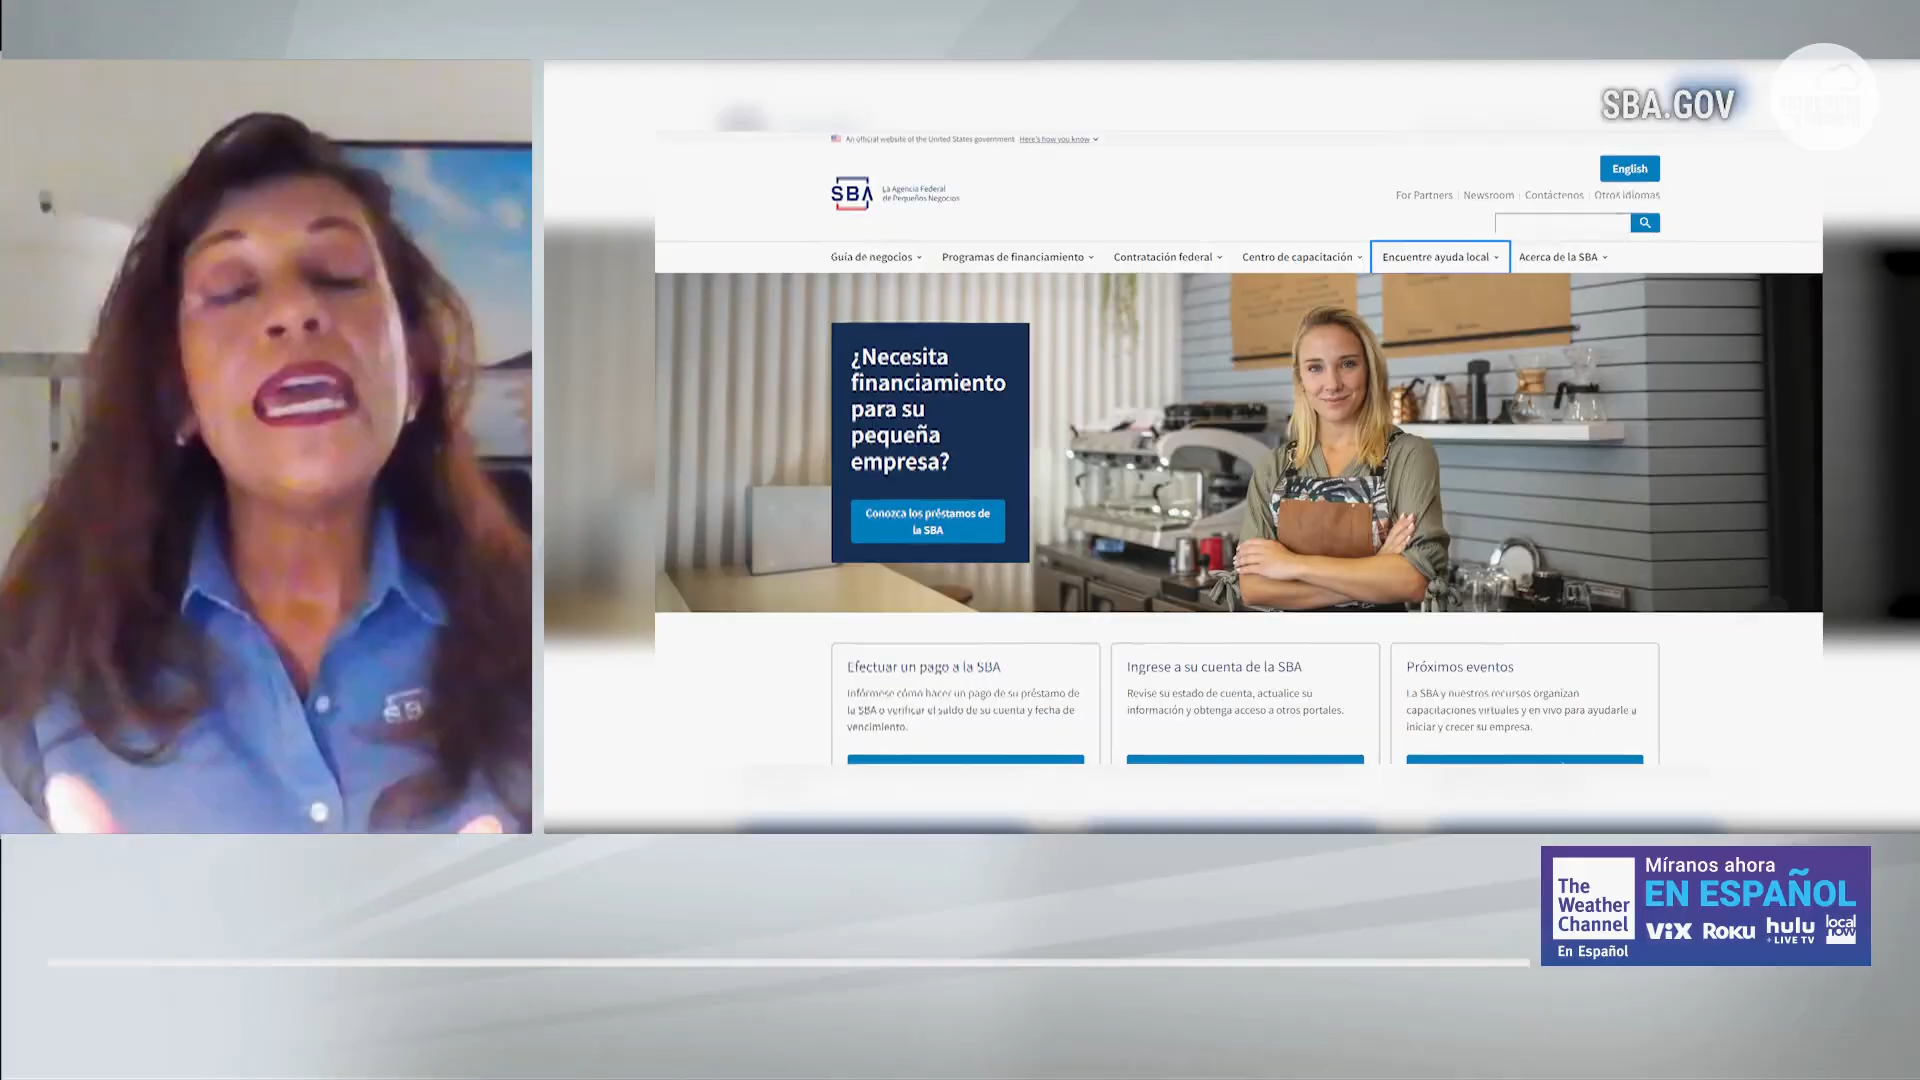 SBA.GOV
An official website of the United States government Here's how you know
English
SBA
La Agencia Federal
de Pequeños Negocios
For Partners
Newsroom
Contáctenos
Otros idiomas
Guía de negocios
Programas de financiamiento
Contratación federal
Centro de capacitación
Encuentre ayuda local
Acerca de la SBA
¿Necesita
financiamiento
para su
pequeña
empresa?
Conozca los préstamos de
la SBA
Efectuar un pago a la SBA
Infórmese cómo hacer un pago de su préstamo de
la SBA o verificar el saldo de su cuenta y fecha de
vencimiento.
Ingrese a su cuenta de la SBA
Revise su estado de cuenta, actualice su
información y obtenga acceso a otros portales.
Próximos eventos
La SBA y nuestros recursos organizan
capacitaciones virtuales y en vivo para ayudarle a
iniciar y crecer su empresa.
SBA
The
Weather
Channel
En Español
Míranos ahora
EN ESPAÑOL
ViX
Roku
hulu
+ LIVE TV
local
now